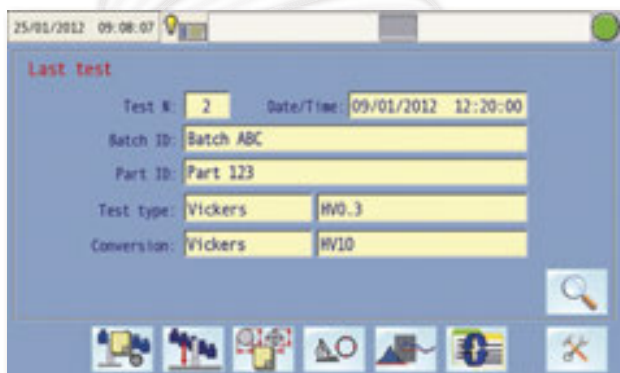 25/01/2012 09:08:07
Last test
Test N: 2 Date/Time: 09/01/2012 12:20:00
Batch ID: Batch ABC
Part ID: Part 123
Test type: Vickers HV0.3
Conversion: Vickers HV10